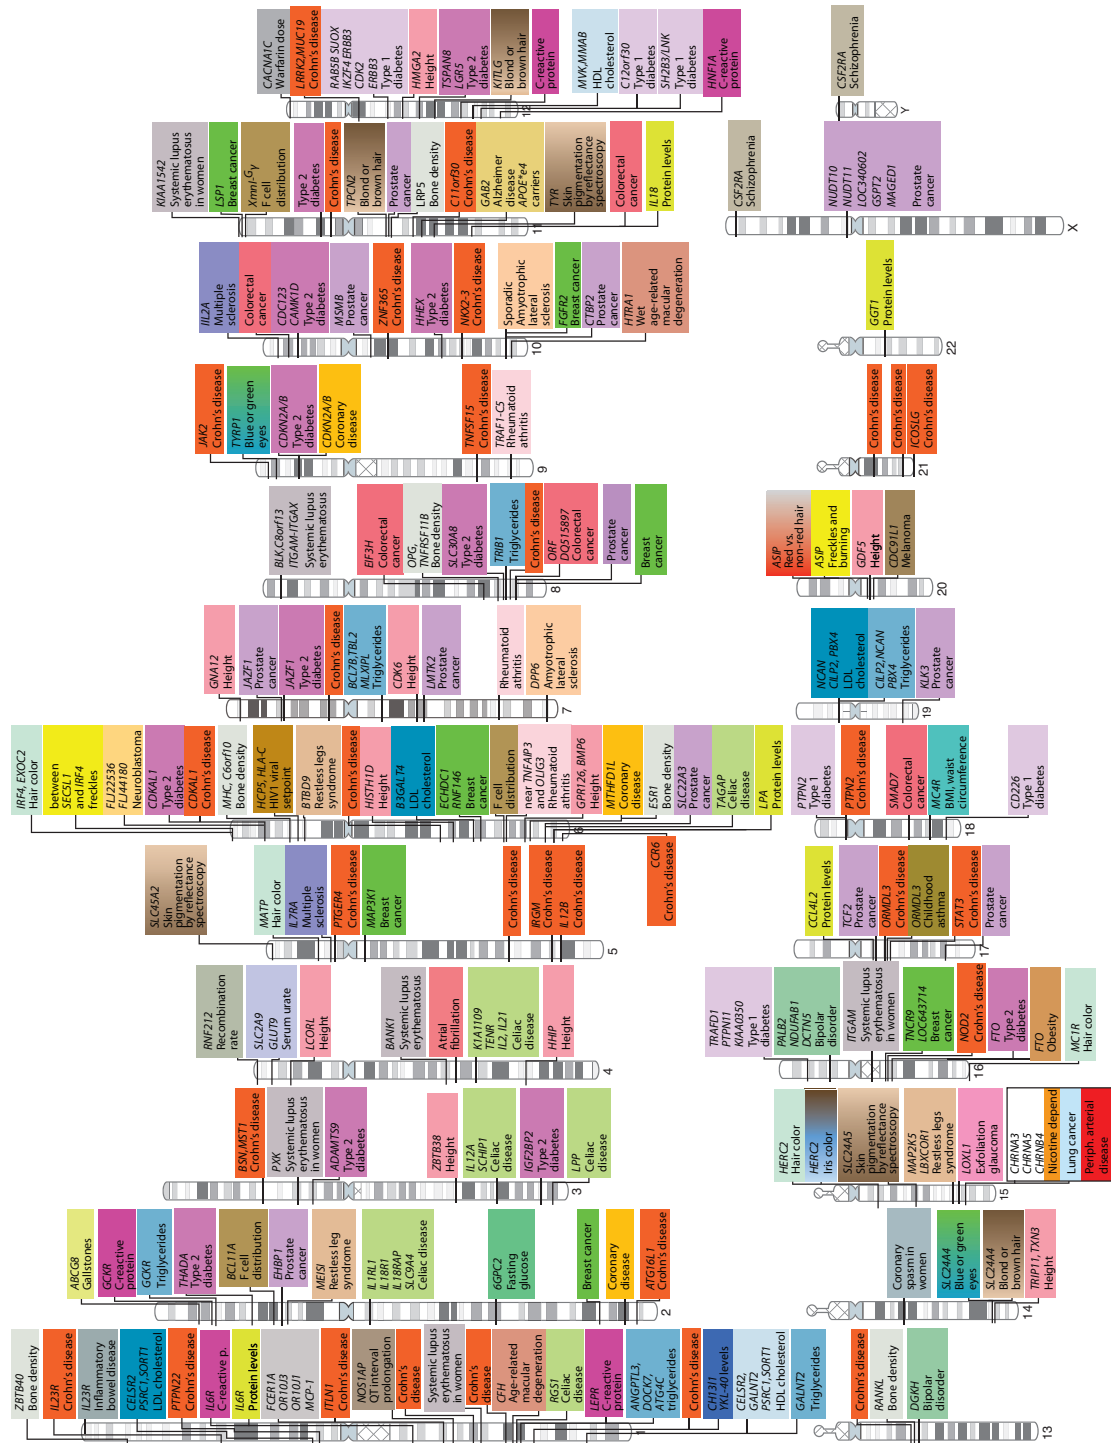 ZBTB40
Bone density
IL23R
Crohn's disease
IL23R
Inflammatory
bowel disease
CELSR2
PSRC1,SORT1
LDL cholesterol
PTPN22
Crohn's disease
IL6R
C-reactive p.
IL6R
Protein levels
FCER1A
OR10J3
OR10J1
MCP-1
ITLN1
Crohn's disease
NOS1AP
QT interval
prolongation
Crohn's
disease
Systemic lupus
erythematosus
in women
Crohn's
disease
CFH
Age-related
macular
degeneration
RGS1
Celiac
disease
LEPR
C-reactive
protein
ANGPTL3,
DOCK7,
ATG4C
triglycerides
Crohn's disease
CH13I1
YKL-40 levels
CELSR2,
GALNT2
PSRC1,SORT1
HDL cholesterol
GALNT2
Triglycerides
1
ABCG8
Gallstones
GCKR
C-reactive
protein
GCKR
Triglycerides
THADA
Type 2
diabetes
BCL11A
F cell
distribution
EHBP1
Prostate
cancer
MEISI
Restless leg
syndrome
IL1RL1
IL18R1
IL18RAP
SLC9A4
Celiac disease
6GPC2
Fasting
glucose
Breast cancer
Coronary
disease
ATG16L1
Crohn's disease
2
BSN,MST1
Crohn's disease
PXK
Systemic lupus
erythematosus
in women
ADAMTS9
Type 2
diabetes
ZBTB38
Height
IL12A
SCHIP1
Celiac
disease
IGF2BP2
Type 2
diabetes
LPP
Celiac
disease
3
RNF212
Recombination
rate
SLC2A9
GLUT9
Serum urate
LCORL
Height
BANK1
Systemic lupus
erythematosus
Atrial
fibrillation
K1A1109
TENR
IL2, IL21
Celiac
disease
HHIP
Height
4
SLC45A2
Skin
pigmentation
by reflectance
spectroscopy
MATP
Hair color
IL7RA
Multiple
sclerosis
PTGER4
Crohn's disease
MAP3K1
Breast
cancer
Crohn's disease
IRGM
Crohn's disease
IL12B
Crohn's disease
CCR6
Crohn's disease
5
IRF4, EXOC2
Hair color
between
SEC5L1
and IRF4
freckles
FLJ22536
FLJ44180
Neuroblastoma
CDKAL1
Type 2
diabetes
CDKAL1
Crohn's disease
MHC, C6orf10
Bone density
HCP5, HLA-C
HIV1 viral
setpoint
BTBD9
Restless legs
syndrome
Crohn's disease
HISTH1D
Height
B3GALT4
LDL
cholesterol
ECHDC1
RNF146
Breast
cancer
F cell
distribution
near TNFAIP3
and OLIG3
Rheumatoid
arthritis
GPR126, BMP6
Height
MTHFD1L
Coronary
disease
ESR1
Bone density
SLC22A3
Prostate
cancer
TAGAP
Celiac
disease
LPA
Protein levels
6
GNA12
Height
JAZF1
Prostate
cancer
JAZF1
Type 2
diabetes
Crohn's disease
BCL7B,TBL2
MLXIPL
Triglycerides
CDK6
Height
LMTK2
Prostate
cancer
Rheumatoid
arthritis
DPP6
Amyotrophic
lateral
sclerosis
7
BLK,C8orf13
ITGAM-ITGAX
Systemic lupus
erythematosus
EIF3H
Colorectal
cancer
OPG,
TNFRSF11B
Bone density
SLC30A8
Type 2
diabetes
TRIB1
Triglycerides
Crohn's disease
ORF
DQ515897
Colorectal
cancer
Prostate
cancer
Breast
cancer
8
JAK2
Crohn's disease
TYRP1
Blue or green
eyes
CDKN2A/B
Type 2
diabetes
CDKN2A/B
Coronary
disease
TNFSF15
Crohn's disease
TRAF1-C5
Rheumatoid
arthritis
9
IIL2A
Multiple
sclerosis
Colorectal
cancer
CDC123
CAMK1D
Type 2
diabetes
MSMB
Prostate
cancer
ZNF365
Crohn's disease
HHEX
Type 2
diabetes
NKX2-3
Crohn's disease
Sporadic
Amyotrophic
lateral
sclerosis
FGFR2
Breast cancer
CTBP2
Prostate
cancer
HTRA1
Wet
age-related
macular
degeneration
10
KIAA1542
Systemic lupus
erythematosus
in women
LSP1
Breast cancer
XmnI-Gγ
F cell
distribution
Type 2
diabetes
Crohn's disease
TPCN2
Blond or
brown hair
Prostate
cancer
LRP5
Bone density
C11orf30
Crohn's disease
GAB2
Alzheimer
disease
APOE*e4
carriers
TYR
Skin
pigmentation
by reflectance
spectroscopy
Colorectal
cancer
IL18
Protein levels
11
CACNA1C
Warfarin dose
LRRK2,MUC19
Crohn's disease
RAB5B SUOX
IKZF4 ERBB3
CDK2
ERBB3
Type 1
diabetes
HMGA2
Height
TSPAN8
LGR5
Type 2
diabetes
KITLG
Blond or
brown hair
C-reactive
protein
MVK,MMAB
HDL
cholesterol
C12orf30
Type 1
diabetes
SH2B3/LNK
Type 1
diabetes
HNF1A
C-reactive
protein
12
Crohn's disease
RANKL
Bone density
DGKH
Bipolar
disorder
13
Coronary
spasm in
women
SLC24A4
Blue or green
eyes
SLC24A4
Blond or
brown hair
TRIP11, TXN3
Height
14
HERC2
Hair color
HERC2
Iris color
SLC24A5
Skin
pigmentation
by reflectance
spectroscopy
MAP2K5
LBXCOR1
Restless legs
syndrome
LOXL1
Exfoliation
glaucoma
CHRNA3
CHRNA5
CHRNB4
Nicotine depend
Lung cancer
Periph. arterial
disease
15
TRAFD1
PTPN11
KIAA0350
Type 1
diabetes
PALB2
NDUFAB1
DCTN5
Bipolar
disorder
ITGAM
Systemic lupus
erythematosus
in women
TNCR9
LOC643714
Breast
cancer
NOD2
Crohn's disease
FTO
Type 2
diabetes
FTO
Obesity
MC1R
Hair color
16
CCL4L2
Protein levels
TCF2
Prostate
cancer
ORMDL3
Crohn's disease
ORMDL3
Childhood
asthma
STAT3
Crohn's disease
Prostate
cancer
17
PTPN2
Type 1
diabetes
PTPN2
Crohn's disease
SMAD7
Colorectal
cancer
MC4R
BMI, waist
circumference
CD226
Type 1
diabetes
18
NCAN
CILP2, PBX4
LDL
cholesterol
CILP2,NCAN
PBX4
Triglycerides
KLK3
Prostate
cancer
19
ASIP
Red vs.
non-red hair
ASIP
Freckles and
burning
GDF5
Height
CDC91L1
Melanoma
20
Crohn's disease
Crohn's disease
ICOSLG
Crohn's disease
21
GGT1
Protein levels
22
CSF2RA
Schizophrenia
NUDT10
NUDT11
LOC340602
GSPT2
MAGED1
Prostate
cancer
X
CSF2RA
Schizophrenia
Y